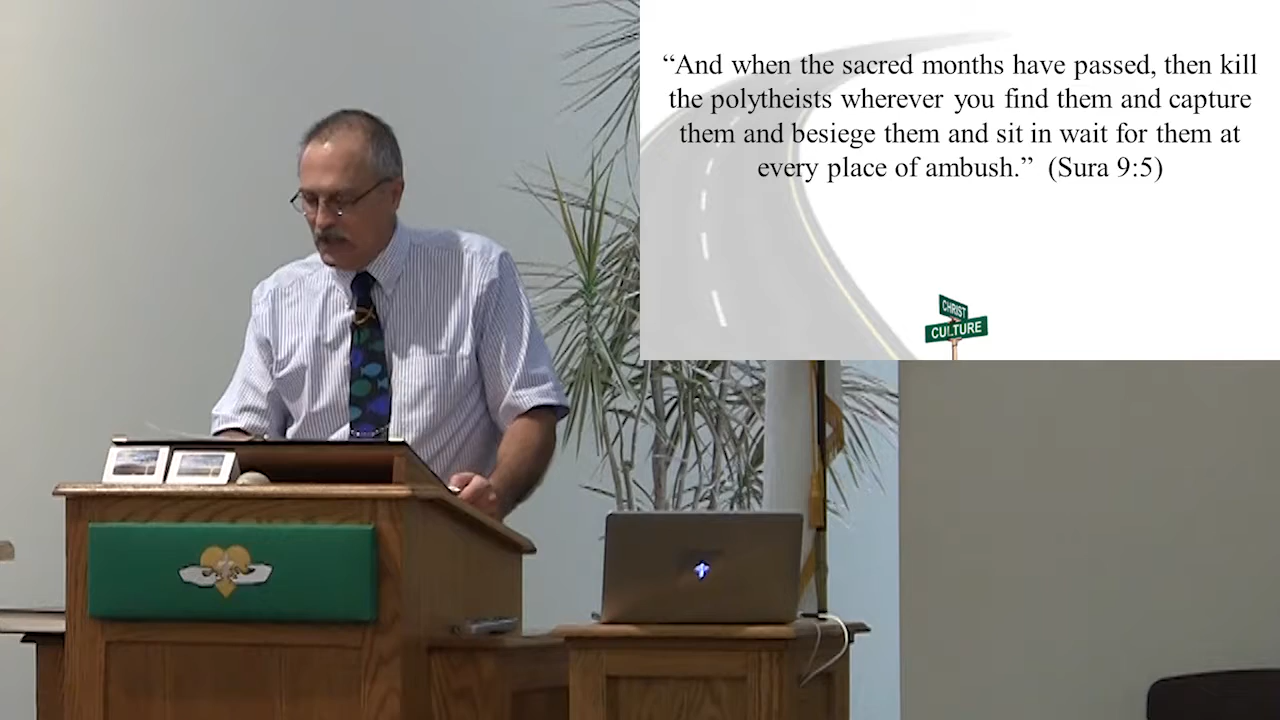 “And when the sacred months have passed, then kill
the polytheists wherever you find them and capture
them and besiege them and sit in wait for them at
every place of ambush.”  (Sura 9:5)
CHRIST
CULTURE